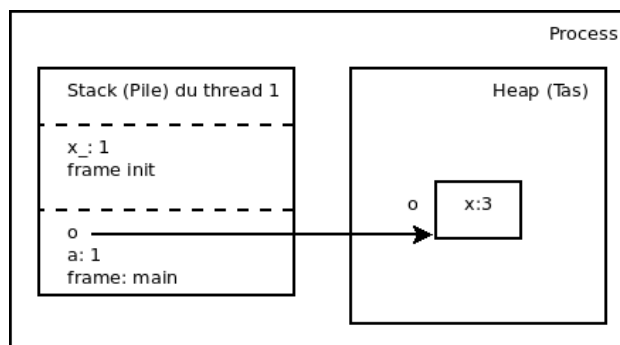 Process
Stack (Pile) du thread 1
Heap (Tas)
x_: 1
frame init
o
x:3
o
a: 1
frame: main